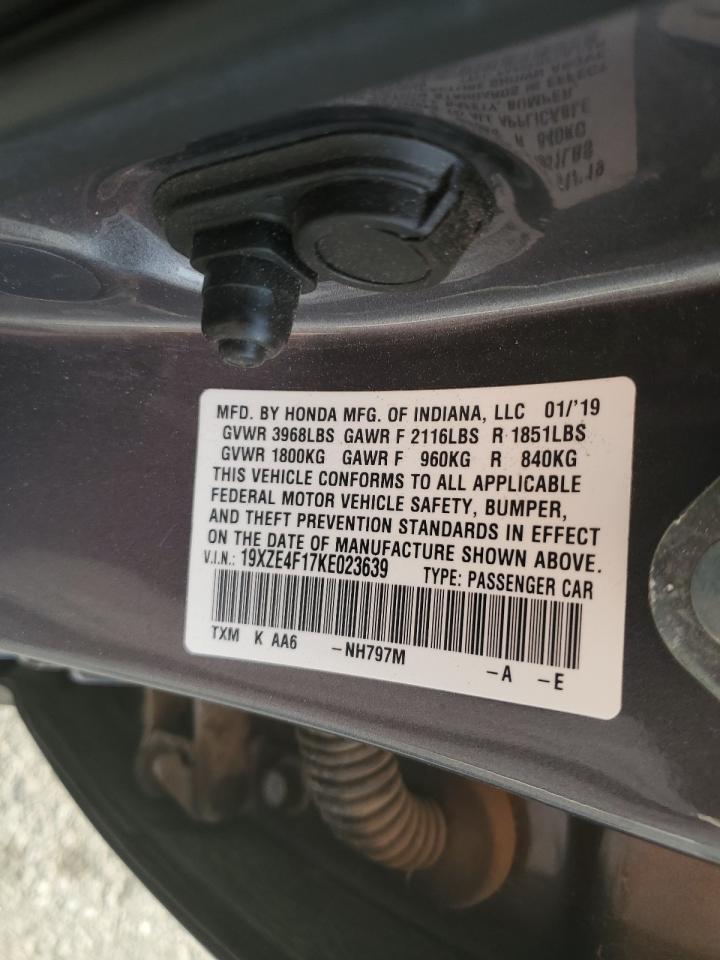 MFD. BY HONDA MFG. OF INDIANA, LLC 01/'19
GVWR 3968LBS GAWR F 2116LBS R 1851LBS
GVWR 1800KG GAWR F 960KG R 840KG
THIS VEHICLE CONFORMS TO ALL APPLICABLE
FEDERAL MOTOR VEHICLE SAFETY, BUMPER,
AND THEFT PREVENTION STANDARDS IN EFFECT
ON THE DATE OF MANUFACTURE SHOWN ABOVE.
V.I.N.: 19XZE4F17KE023639 TYPE: PASSENGER CAR
TXM K AA6 -NH797M -A -E